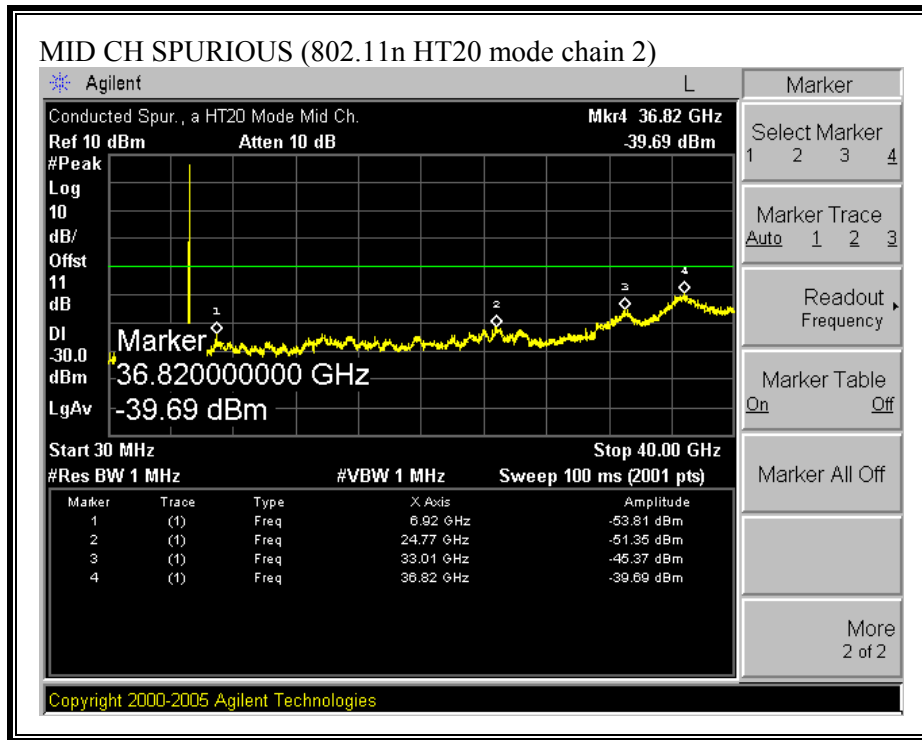 MID CH SPURIOUS (802.11n HT20 mode chain 2)
Agilent L
Conducted Spur., a HT20 Mode Mid Ch. Mkr4 36.82 GHz
Ref 10 dBm Atten 10 dB -39.69 dBm
#Peak
Log
10
dB/
Offst
11
dB
DI
-30.0
dBm
LgAv
1
2
3
4
Marker
36.820000000 GHz
-39.69 dBm
Start 30 MHz Stop 40.00 GHz
#Res BW 1 MHz #VBW 1 MHz Sweep 100 ms (2001 pts)
Marker Trace Type X Axis Amplitude
1 (1) Freq 6.92 GHz -53.81 dBm
2 (1) Freq 24.77 GHz -51.35 dBm
3 (1) Freq 33.01 GHz -45.37 dBm
4 (1) Freq 36.82 GHz -39.69 dBm
Marker
Select Marker
1 2 3 4
Marker Trace
Auto 1 2 3
Readout
Frequency
Marker Table
On Off
Marker All Off
More
2 of 2
Copyright 2000-2005 Agilent Technologies